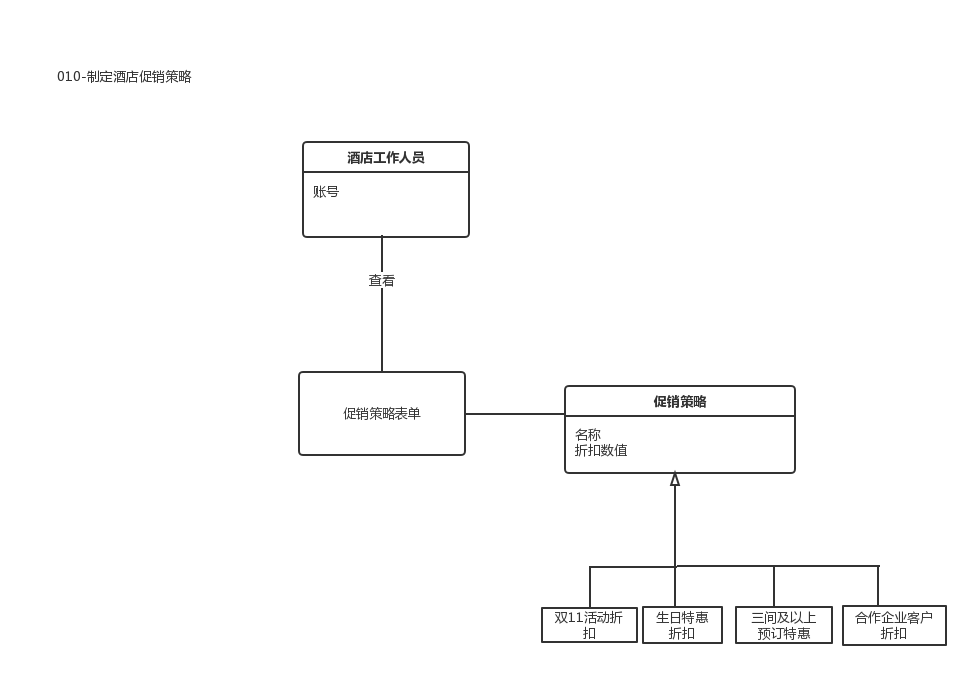 010-制定酒店促销策略
酒店工作人员
账号
查看
促销策略表单
促销策略
名称
折扣数值
双11活动折
扣
生日特惠
折扣
三间及以上
预订特惠
合作企业客户
折扣